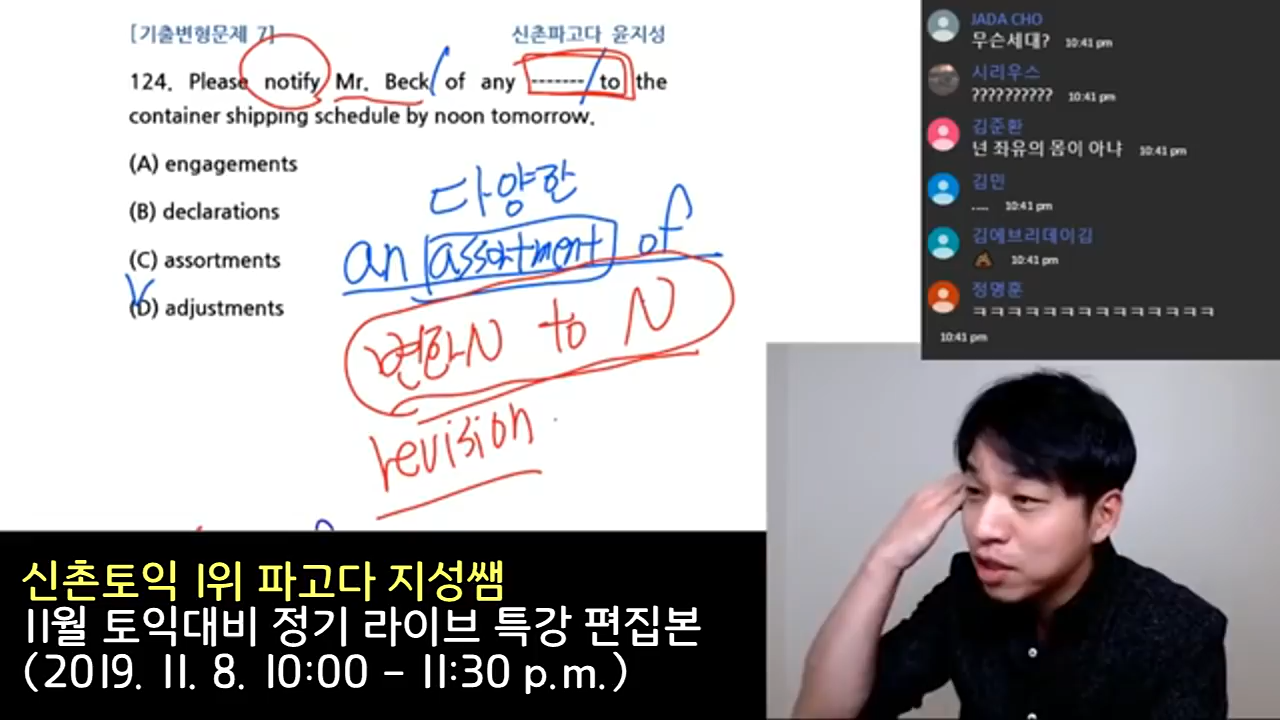 [기출변형문제 7]
신촌파고다 윤지성
124. Please notify Mr. Beck of any ------- to the
container shipping schedule by noon tomorrow.
(A) engagements
(B) declarations
(C) assortments
(D) adjustments
다양한
an assortment of
변화N to N
revision
JADA CHO
무슨세대? 10:41 pm
시리우스
?????????? 10:41 pm
김준환
넌 좌유의 몸이 아냐 10:41 pm
김민
.... 10:41 pm
김에브리데이김
10:41 pm
정명훈
ㅋㅋㅋㅋㅋㅋㅋㅋㅋㅋㅋㅋㅋㅋㅋ
10:41 pm
신촌토익 1위 파고다 지성쌤
11월 토익대비 정기 라이브 특강 편집본
(2019. 11. 8. 10:00 - 11:30 p.m.)